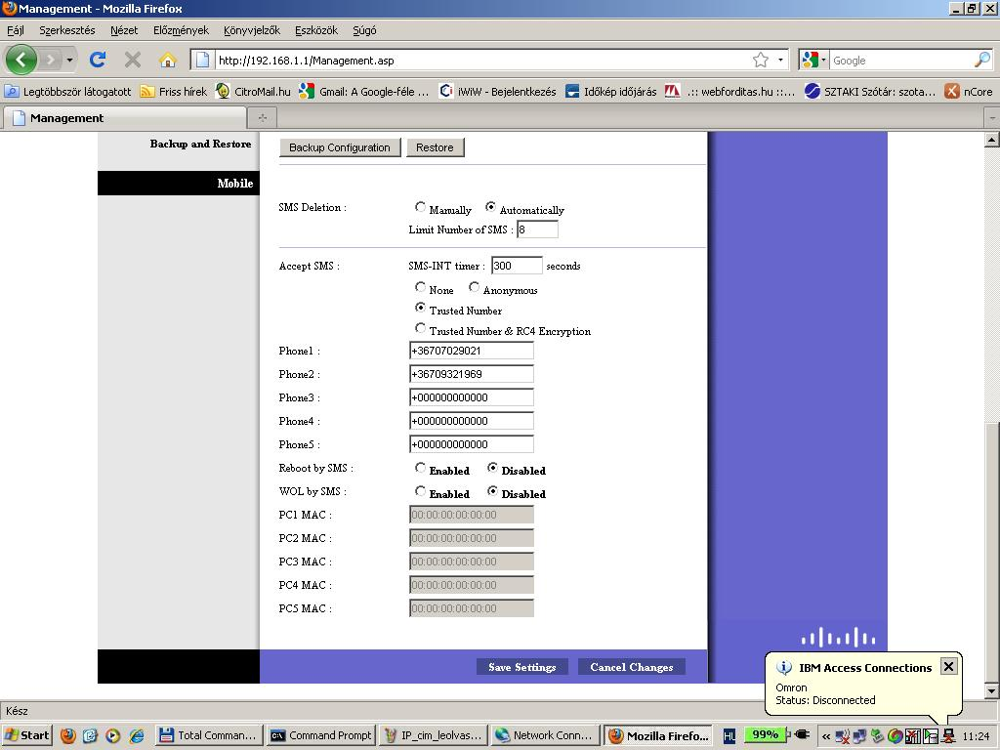 Management - Mozilla Firefox
Fájl Szerkesztés Nézet Előzmények Könyvjelzők Eszközök Súgó
http://192.168.1.1/Management.asp
Google
Legtöbbször látogatott Friss hírek CitroMail.hu Gmail: A Google-féle ... iWiW - Bejelentkezés Időkép időjárás .:: webforditas.hu ::... SZTAKI Szótár: szota... nCore
Management
Backup and Restore
Backup Configuration Restore
Mobile
SMS Deletion : Manually Automatically
Limit Number of SMS : 8
Accept SMS : SMS-INT timer : 300 seconds
None Anonymous
Trusted Number
Trusted Number & RC4 Encryption
Phone1 : +36707029021
Phone2 : +36709321969
Phone3 : +000000000000
Phone4 : +000000000000
Phone5 : +000000000000
Reboot by SMS : Enabled Disabled
WOL by SMS : Enabled Disabled
PC1 MAC : 00:00:00:00:00:00
PC2 MAC : 00:00:00:00:00:00
PC3 MAC : 00:00:00:00:00:00
PC4 MAC : 00:00:00:00:00:00
PC5 MAC : 00:00:00:00:00:00
Save Settings Cancel Changes
IBM Access Connections
Omron
Status: Disconnected
Kész
Start Total Comman... Command Prompt IP_cim_leolvas... Network Conn... Mozilla Firefo... HU 99% 11:24